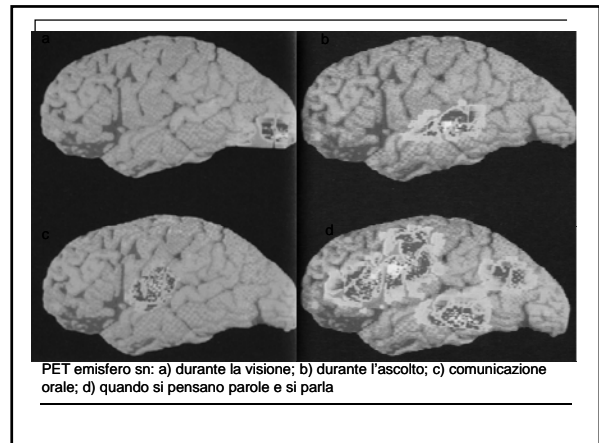 a
b
c
d
PET emisfero sn: a) durante la visione; b) durante l'ascolto; c) comunicazione
orale; d) quando si pensano parole e si parla